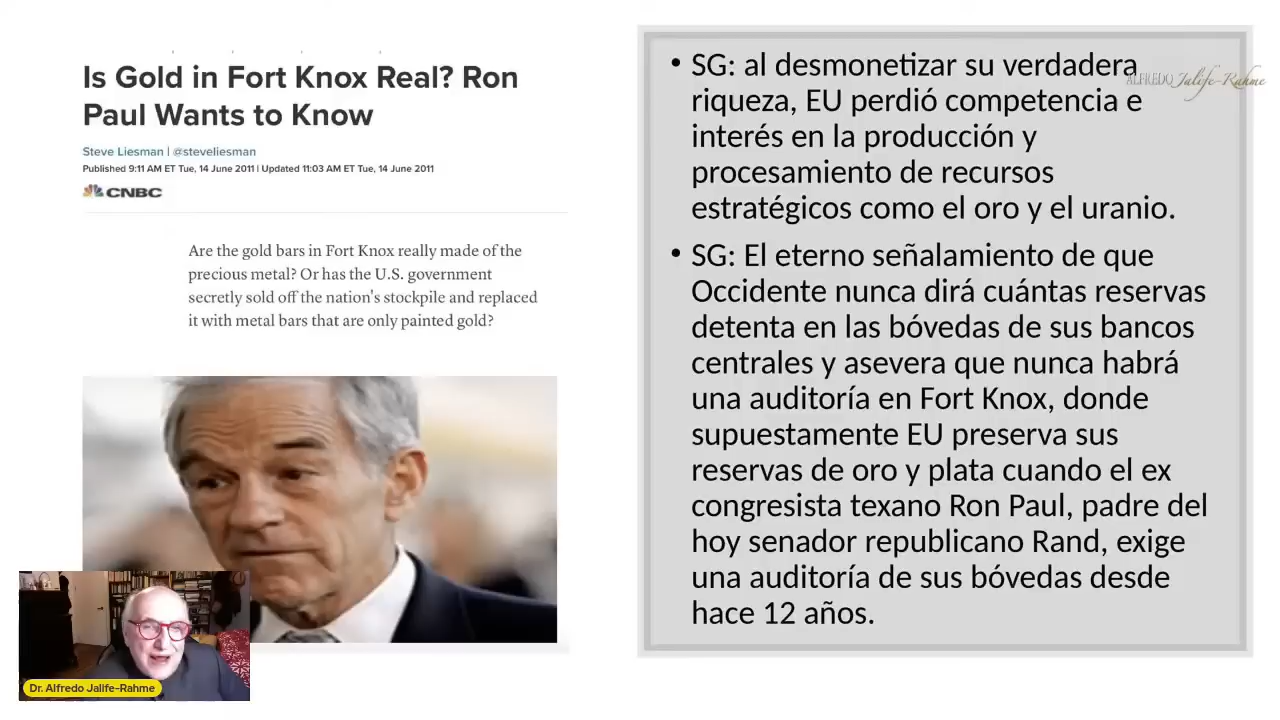 Is Gold in Fort Knox Real? Ron
Paul Wants to Know
Steve Liesman | @steveliesman
Published 9:11 AM ET Tue, 14 June 2011 | Updated 11:03 AM ET Tue, 14 June 2011
CNBC
Are the gold bars in Fort Knox really made of the
precious metal? Or has the U.S. government
secretly sold off the nation's stockpile and replaced
it with metal bars that are only painted gold?
Dr. Alfredo Jalife-Rahme
• SG: al desmonetizar su verdadera
riqueza, EU perdió competencia e
interés en la producción y
procesamiento de recursos
estratégicos como el oro y el uranio.
• SG: El eterno señalamiento de que
Occidente nunca dirá cuántas reservas
detenta en las bóvedas de sus bancos
centrales y asevera que nunca habrá
una auditoría en Fort Knox, donde
supuestamente EU preserva sus
reservas de oro y plata cuando el ex
congresista texano Ron Paul, padre del
hoy senador republicano Rand, exige
una auditoría de sus bóvedas desde
hace 12 años.
ALFREDO Jalife-Rahme